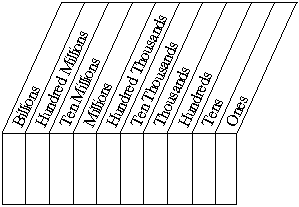 Billions
Hundred Millions
Ten Millions
Millions
Hundred Thousands
Ten Thousands
Thousands
Hundreds
Tens
Ones